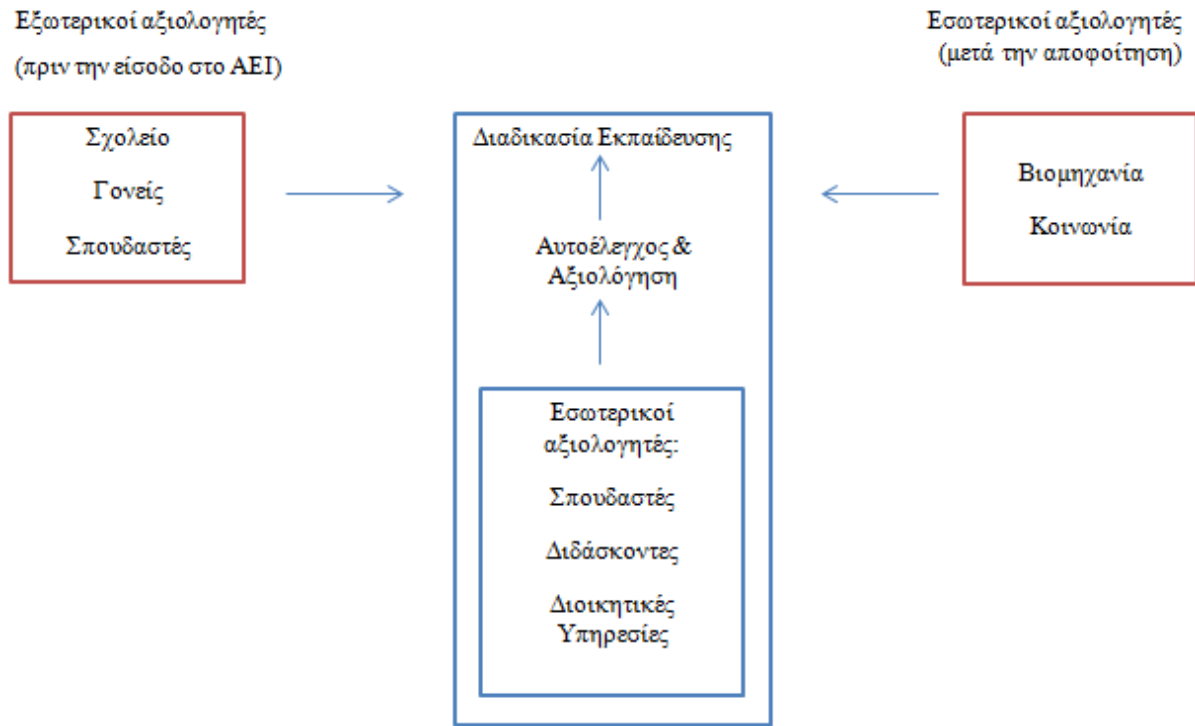 Εξωτερικοί αξιολογητές
(πριν την είσοδο στο ΑΕΙ)
Εσωτερικοί αξιολογητές
(μετά την αποφοίτηση)
Σχολείο
Γονείς
Σπουδαστές
Διαδικασία Εκπαίδευσης
Αυτοέλεγχος &
Αξιολόγηση
Εσωτερικοί
αξιολογητές:
Σπουδαστές
Διδάσκοντες
Διοικητικές
Υπηρεσίες
Βιομηχανία
Κοινωνία